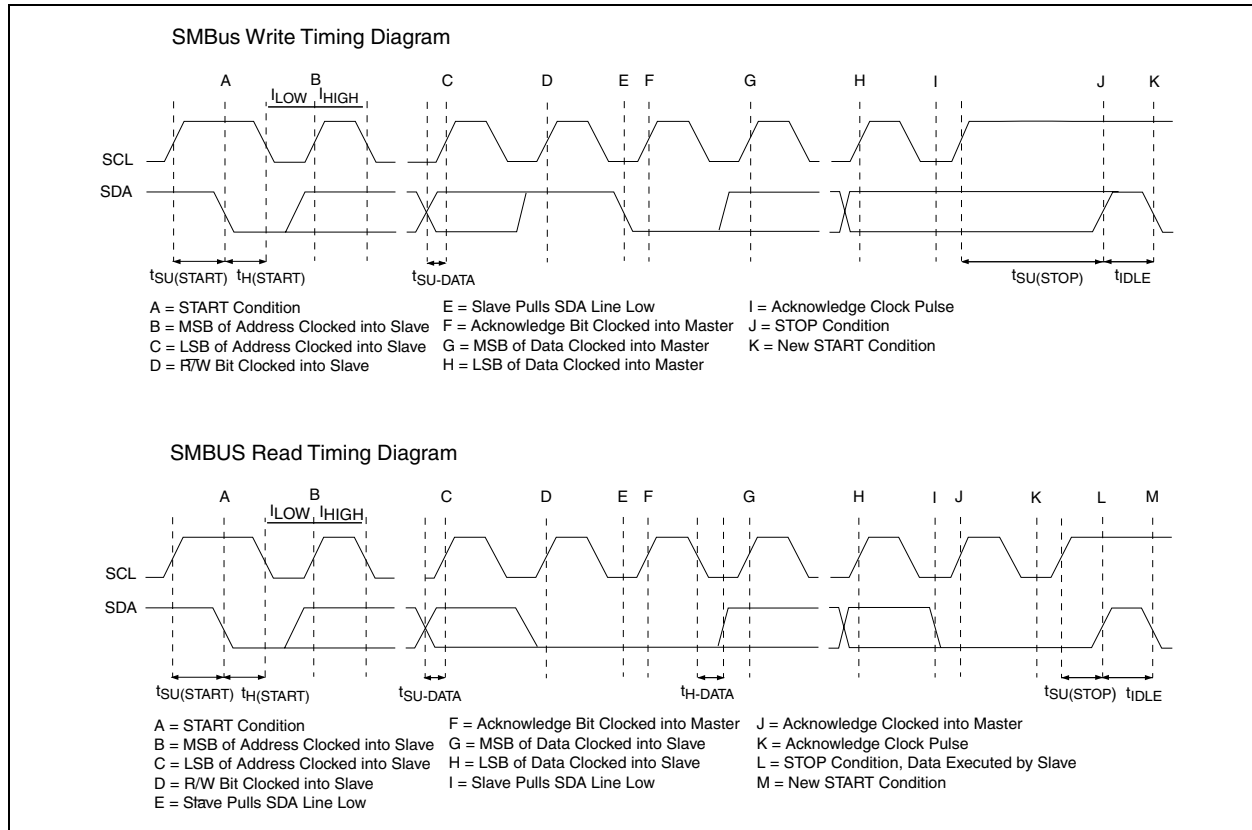 SMBus Write Timing Diagram
A B C D E F G H I J K
ILOW IHIGH
SCL
SDA
tSU(START) tH(START) tSU-DATA tSU(STOP) tIDLE
A = START Condition
B = MSB of Address Clocked into Slave
C = LSB of Address Clocked into Slave
D = R/W Bit Clocked into Slave
E = Slave Pulls SDA Line Low
F = Acknowledge Bit Clocked into Master
G = MSB of Data Clocked into Master
H = LSB of Data Clocked into Master
I = Acknowledge Clock Pulse
J = STOP Condition
K = New START Condition
SMBUS Read Timing Diagram
A B C D E F G H I J K L M
ILOW IHIGH
SCL
SDA
tSU(START) tH(START) tSU-DATA tH-DATA tSU(STOP) tIDLE
A = START Condition
B = MSB of Address Clocked into Slave
C = LSB of Address Clocked into Slave
D = R/W Bit Clocked into Slave
E = Slave Pulls SDA Line Low
F = Acknowledge Bit Clocked into Master
G = MSB of Data Clocked into Slave
H = LSB of Data Clocked into Slave
I = Slave Pulls SDA Line Low
J = Acknowledge Clocked into Master
K = Acknowledge Clock Pulse
L = STOP Condition, Data Executed by Slave
M = New START Condition